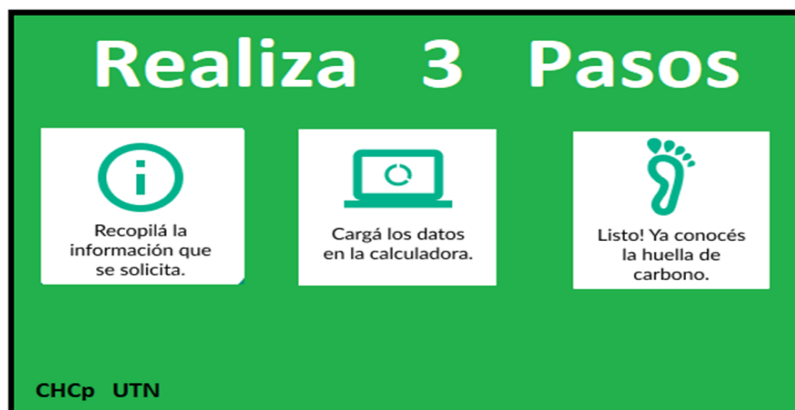 Realiza 3 Pasos
Recopilá la
información que
se solicita.
Cargá los datos
en la calculadora.
Listo! Ya conocés
la huella de
carbono.
CHCp UTN